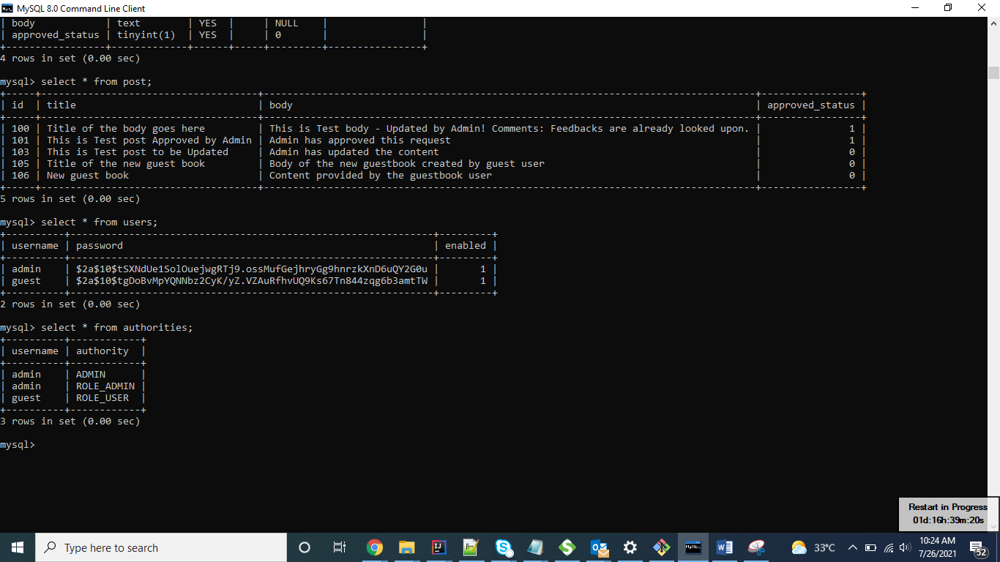 MySQL 8.0 Command Line Client
| body            | text       | YES  |     | NULL    |                |
| approved_status | tinyint(1) | YES  |     | 0       |                |
+-----------------+------------+------+-----+---------+----------------+
4 rows in set (0.00 sec)
mysql> select * from post;
+-----+-------------------------------------+------------------------------------------------------------------------------------+-----------------+
| id  | title                               | body                                                                               | approved_status |
+-----+-------------------------------------+------------------------------------------------------------------------------------+-----------------+
| 100 | Title of the body goes here         | This is Test body - Updated by Admin! Comments: Feedbacks are already looked upon. |               1 |
| 101 | This is Test post Approved by Admin | Admin has approved this request                                                    |               1 |
| 103 | This is Test post to be Updated     | Admin has updated the content                                                      |               0 |
| 105 | Title of the new guest book         | Body of the new guestbook created by guest user                                    |               0 |
| 106 | New guest book                      | Content provided by the guestbook user                                             |               0 |
+-----+-------------------------------------+------------------------------------------------------------------------------------+-----------------+
5 rows in set (0.00 sec)
mysql> select * from users;
+----------+--------------------------------------------------------------+---------+
| username | password                                                     | enabled |
+----------+--------------------------------------------------------------+---------+
| admin    | $2a$10$tSXNdUe1SolOuejwgRTj9.ossMufGejhryGg9hnrzkXnD6uQY2G0u |       1 |
| guest    | $2a$10$tgDoBvMpYQNNbz2CyK/yZ.VZAuRfhvUQ9Ks67Tn844zqg6b3amtTW |       1 |
+----------+--------------------------------------------------------------+---------+
2 rows in set (0.00 sec)
mysql> select * from authorities;
+----------+------------+
| username | authority  |
+----------+------------+
| admin    | ADMIN      |
| admin    | ROLE_ADMIN |
| guest    | ROLE_USER  |
+----------+------------+
3 rows in set (0.00 sec)
mysql>
Restart in Progress
01d:16h:39m:20s
Type here to search
33°C
10:24 AM
7/26/2021
52